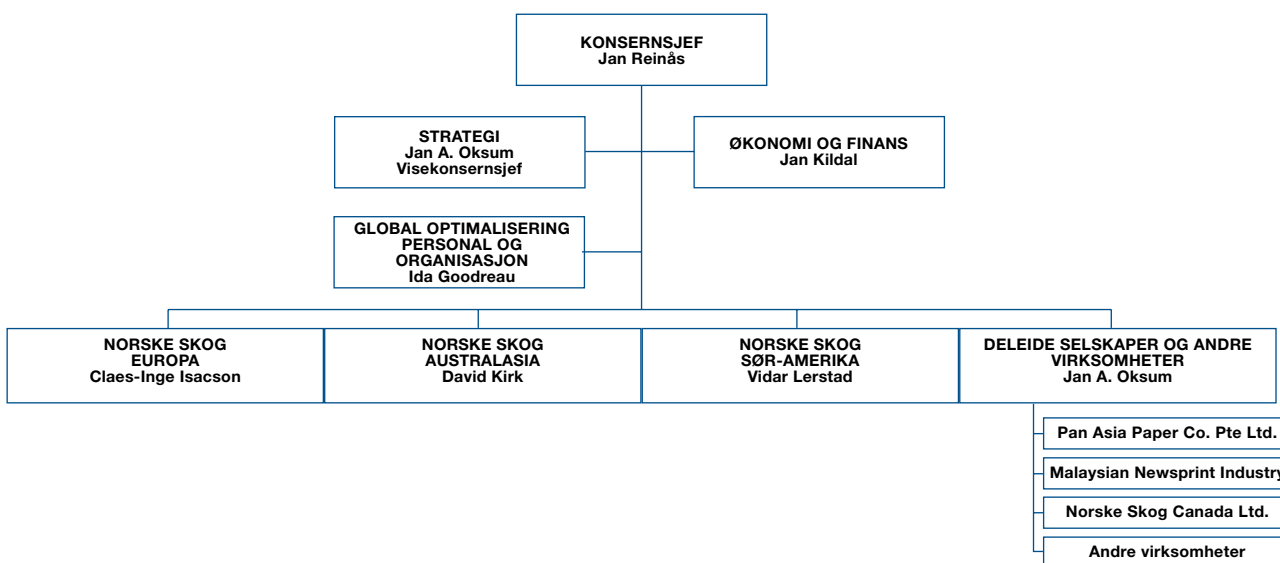 KONSERNSJEF
Jan Reinås
STRATEGI
Jan A. Oksum
Visekonsernsjef
ØKONOMI OG FINANS
Jan Kildal
GLOBAL OPTIMALISERING
PERSONAL OG
ORGANISASJON
Ida Goodreau
NORSKE SKOG
EUROPA
Claes-Inge Isacson
NORSKE SKOG
AUSTRALASIA
David Kirk
NORSKE SKOG
SØR-AMERIKA
Vidar Lerstad
DELEIDE SELSKAPER OG ANDRE
VIRKSOMHETER
Jan A. Oksum
Pan Asia Paper Co. Pte Ltd.
Malaysian Newsprint Industry
Norske Skog Canada Ltd.
Andre virksomheter